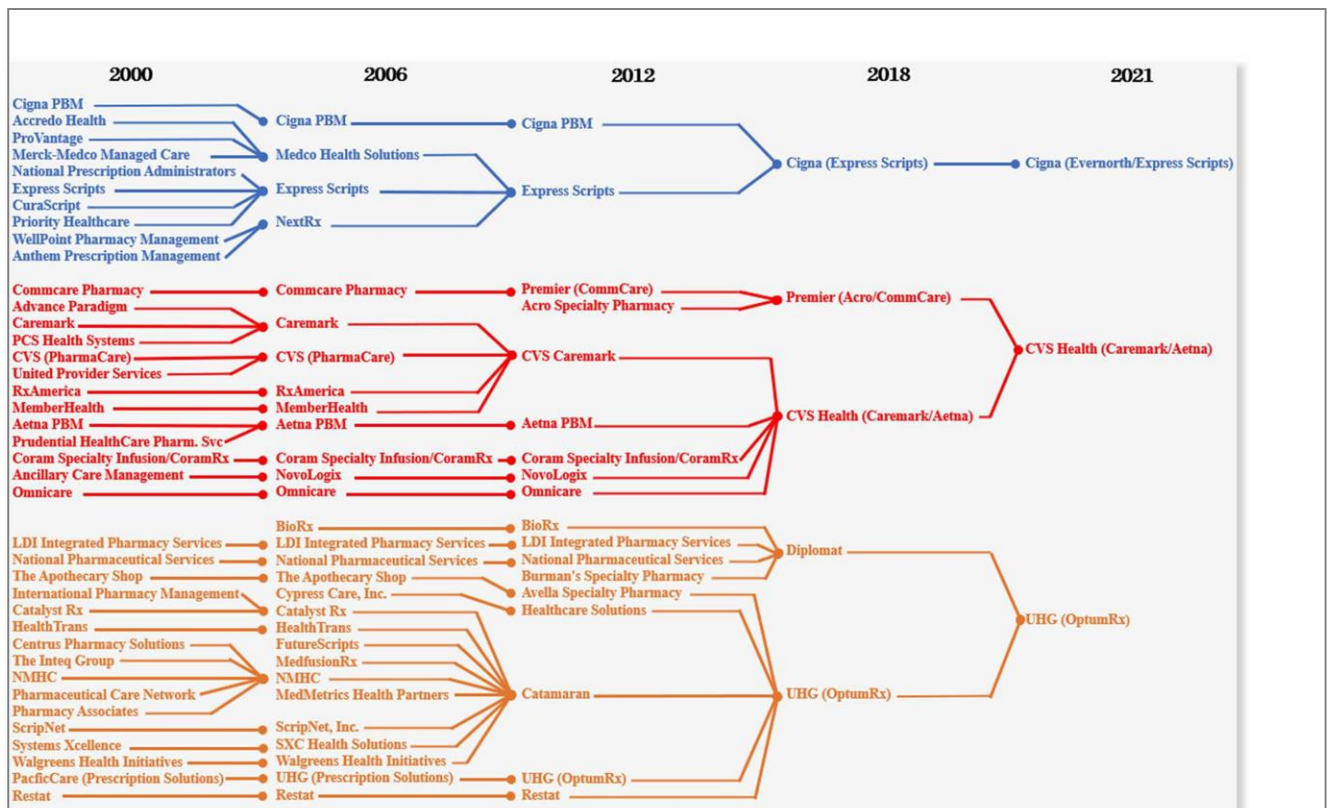 2000 2006 2012 2018 2021
Cigna PBM
Accredo Health
ProVantage
Merck-Medco Managed Care
National Prescription Administrators
Express Scripts
CuraScript
Priority Healthcare
WellPoint Pharmacy Management
Anthem Prescription Management
Cigna PBM
Medco Health Solutions
Express Scripts
NextRx
Cigna PBM
Express Scripts
Cigna (Express Scripts)
Cigna (Evernorth/Express Scripts)
Commcare Pharmacy
Advance Paradigm
Caremark
PCS Health Systems
CVS (PharmaCare)
United Provider Services
RxAmerica
MemberHealth
Aetna PBM
Prudential HealthCare Pharm. Svc
Coram Specialty Infusion/CoramRx
Ancillary Care Management
Omnicare
Commcare Pharmacy
Caremark
CVS (PharmaCare)
RxAmerica
MemberHealth
Aetna PBM
Coram Specialty Infusion/CoramRx
NovoLogix
Omnicare
Premier (CommCare)
Acro Specialty Pharmacy
CVS Caremark
Aetna PBM
Coram Specialty Infusion/CoramRx
NovoLogix
Omnicare
Premier (Acro/CommCare)
CVS Health (Caremark/Aetna)
CVS Health (Caremark/Aetna)
LDI Integrated Pharmacy Services
National Pharmaceutical Services
The Apothecary Shop
International Pharmacy Management
Catalyst Rx
HealthTrans
Centrus Pharmacy Solutions
The Inteq Group
NMHC
Pharmaceutical Care Network
Pharmacy Associates
ScripNet
Systems Xcellence
Walgreens Health Initiatives
PacficCare (Prescription Solutions)
Restat
BioRx
LDI Integrated Pharmacy Services
National Pharmaceutical Services
The Apothecary Shop
Cypress Care, Inc.
Catalyst Rx
HealthTrans
FutureScripts
MedfusionRx
NMHC
MedMetrics Health Partners
ScripNet, Inc.
SXC Health Solutions
Walgreens Health Initiatives
UHG (Prescription Solutions)
Restat
BioRx
LDI Integrated Pharmacy Services
National Pharmaceutical Services
Burman's Specialty Pharmacy
Avella Specialty Pharmacy
Healthcare Solutions
Catamaran
UHG (OptumRx)
Restat
Diplomat
UHG (OptumRx)
UHG (OptumRx)